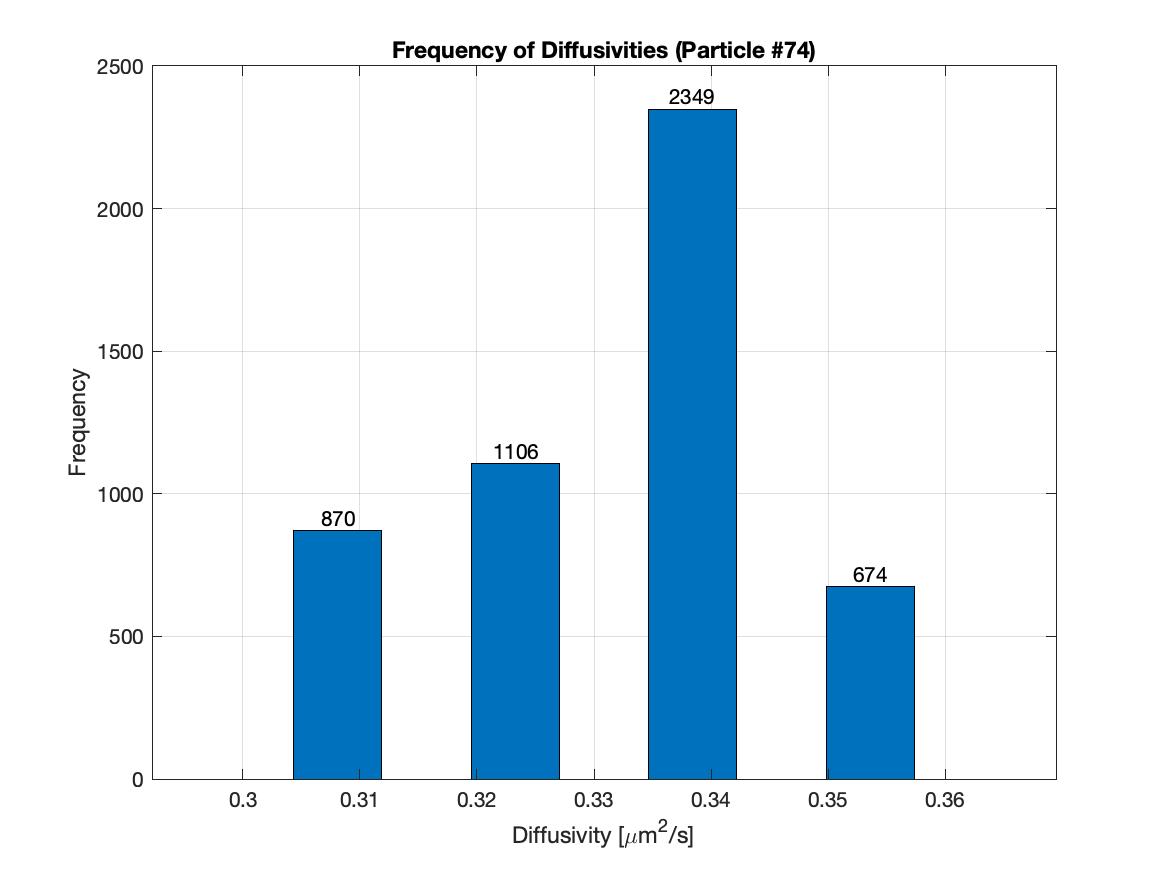 Frequency of Diffusivities (Particle #74)
2500
2000
1500
1000
500
0
Frequency
870
1106
2349
674
0.3 0.31 0.32 0.33 0.34 0.35 0.36
Diffusivity [μm²/s]